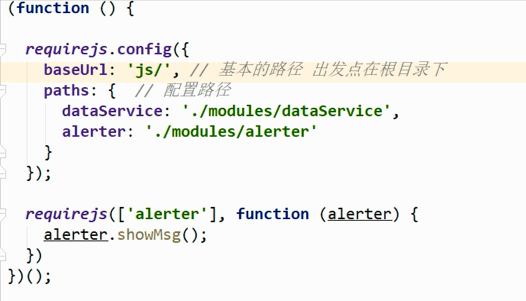 (function () {
requirejs.config({
baseUrl: 'js/', // 基本的路径 出发点在根目录下
paths: { // 配置路径
dataService: './modules/dataService',
alerter: './modules/alerter'
}
});
requirejs(['alerter'], function (alerter) {
alerter.showMsg();
})
})();